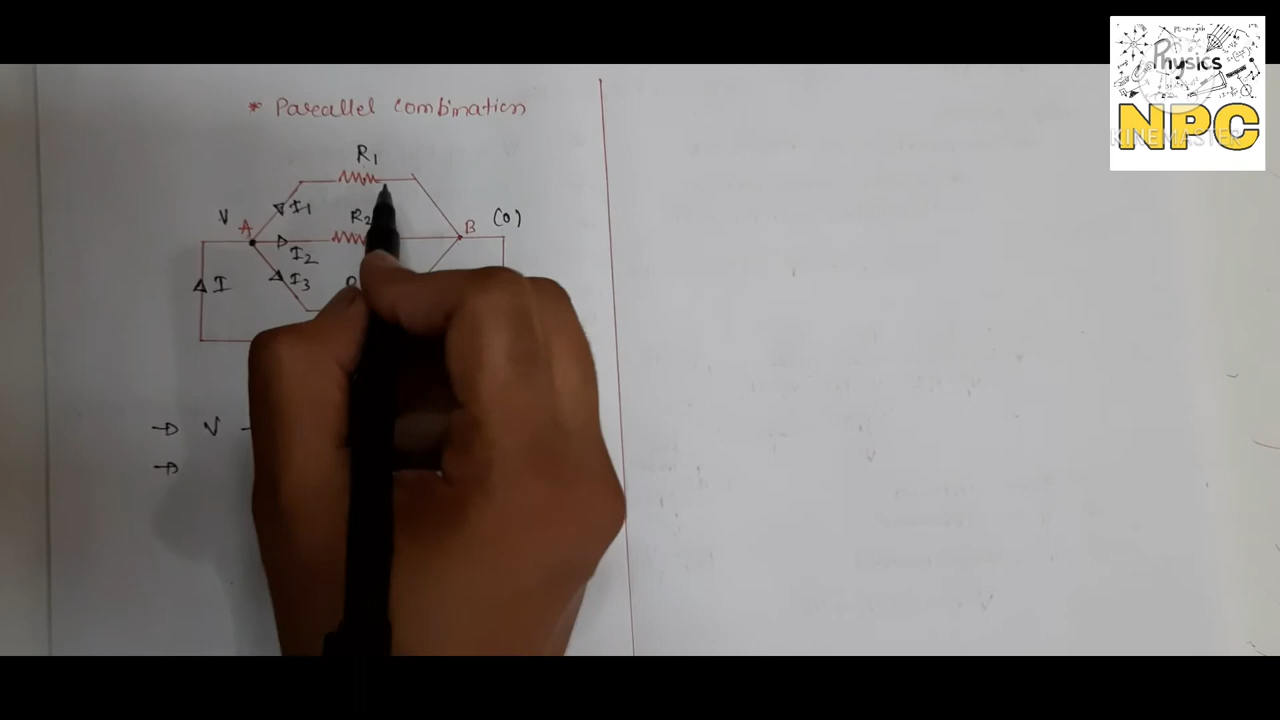 Physics
NPC
KINEMASTER
* Parallel combination
R1
V A I1 R2 B (0)
I2
I I3
→ V
→